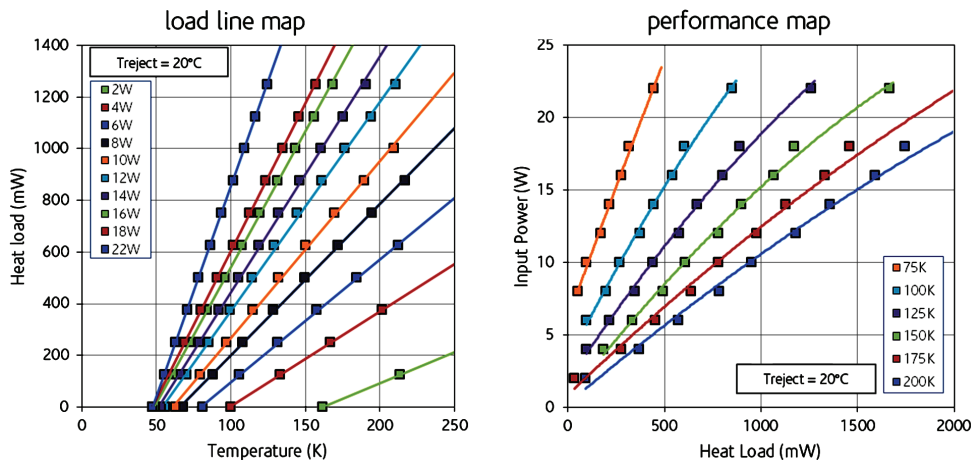 load line map
1400
1200
1000
800
600
400
200
0
Heat load (mW)
Treject = 20°C
2W
4W
6W
8W
10W
12W
14W
16W
18W
22W
0
50
100
150
200
250
Temperature (K)
performance map
25
20
15
10
5
0
Input Power (W)
75K
100K
125K
150K
175K
200K
Treject = 20°C
0
500
1000
1500
2000
Heat Load (mW)